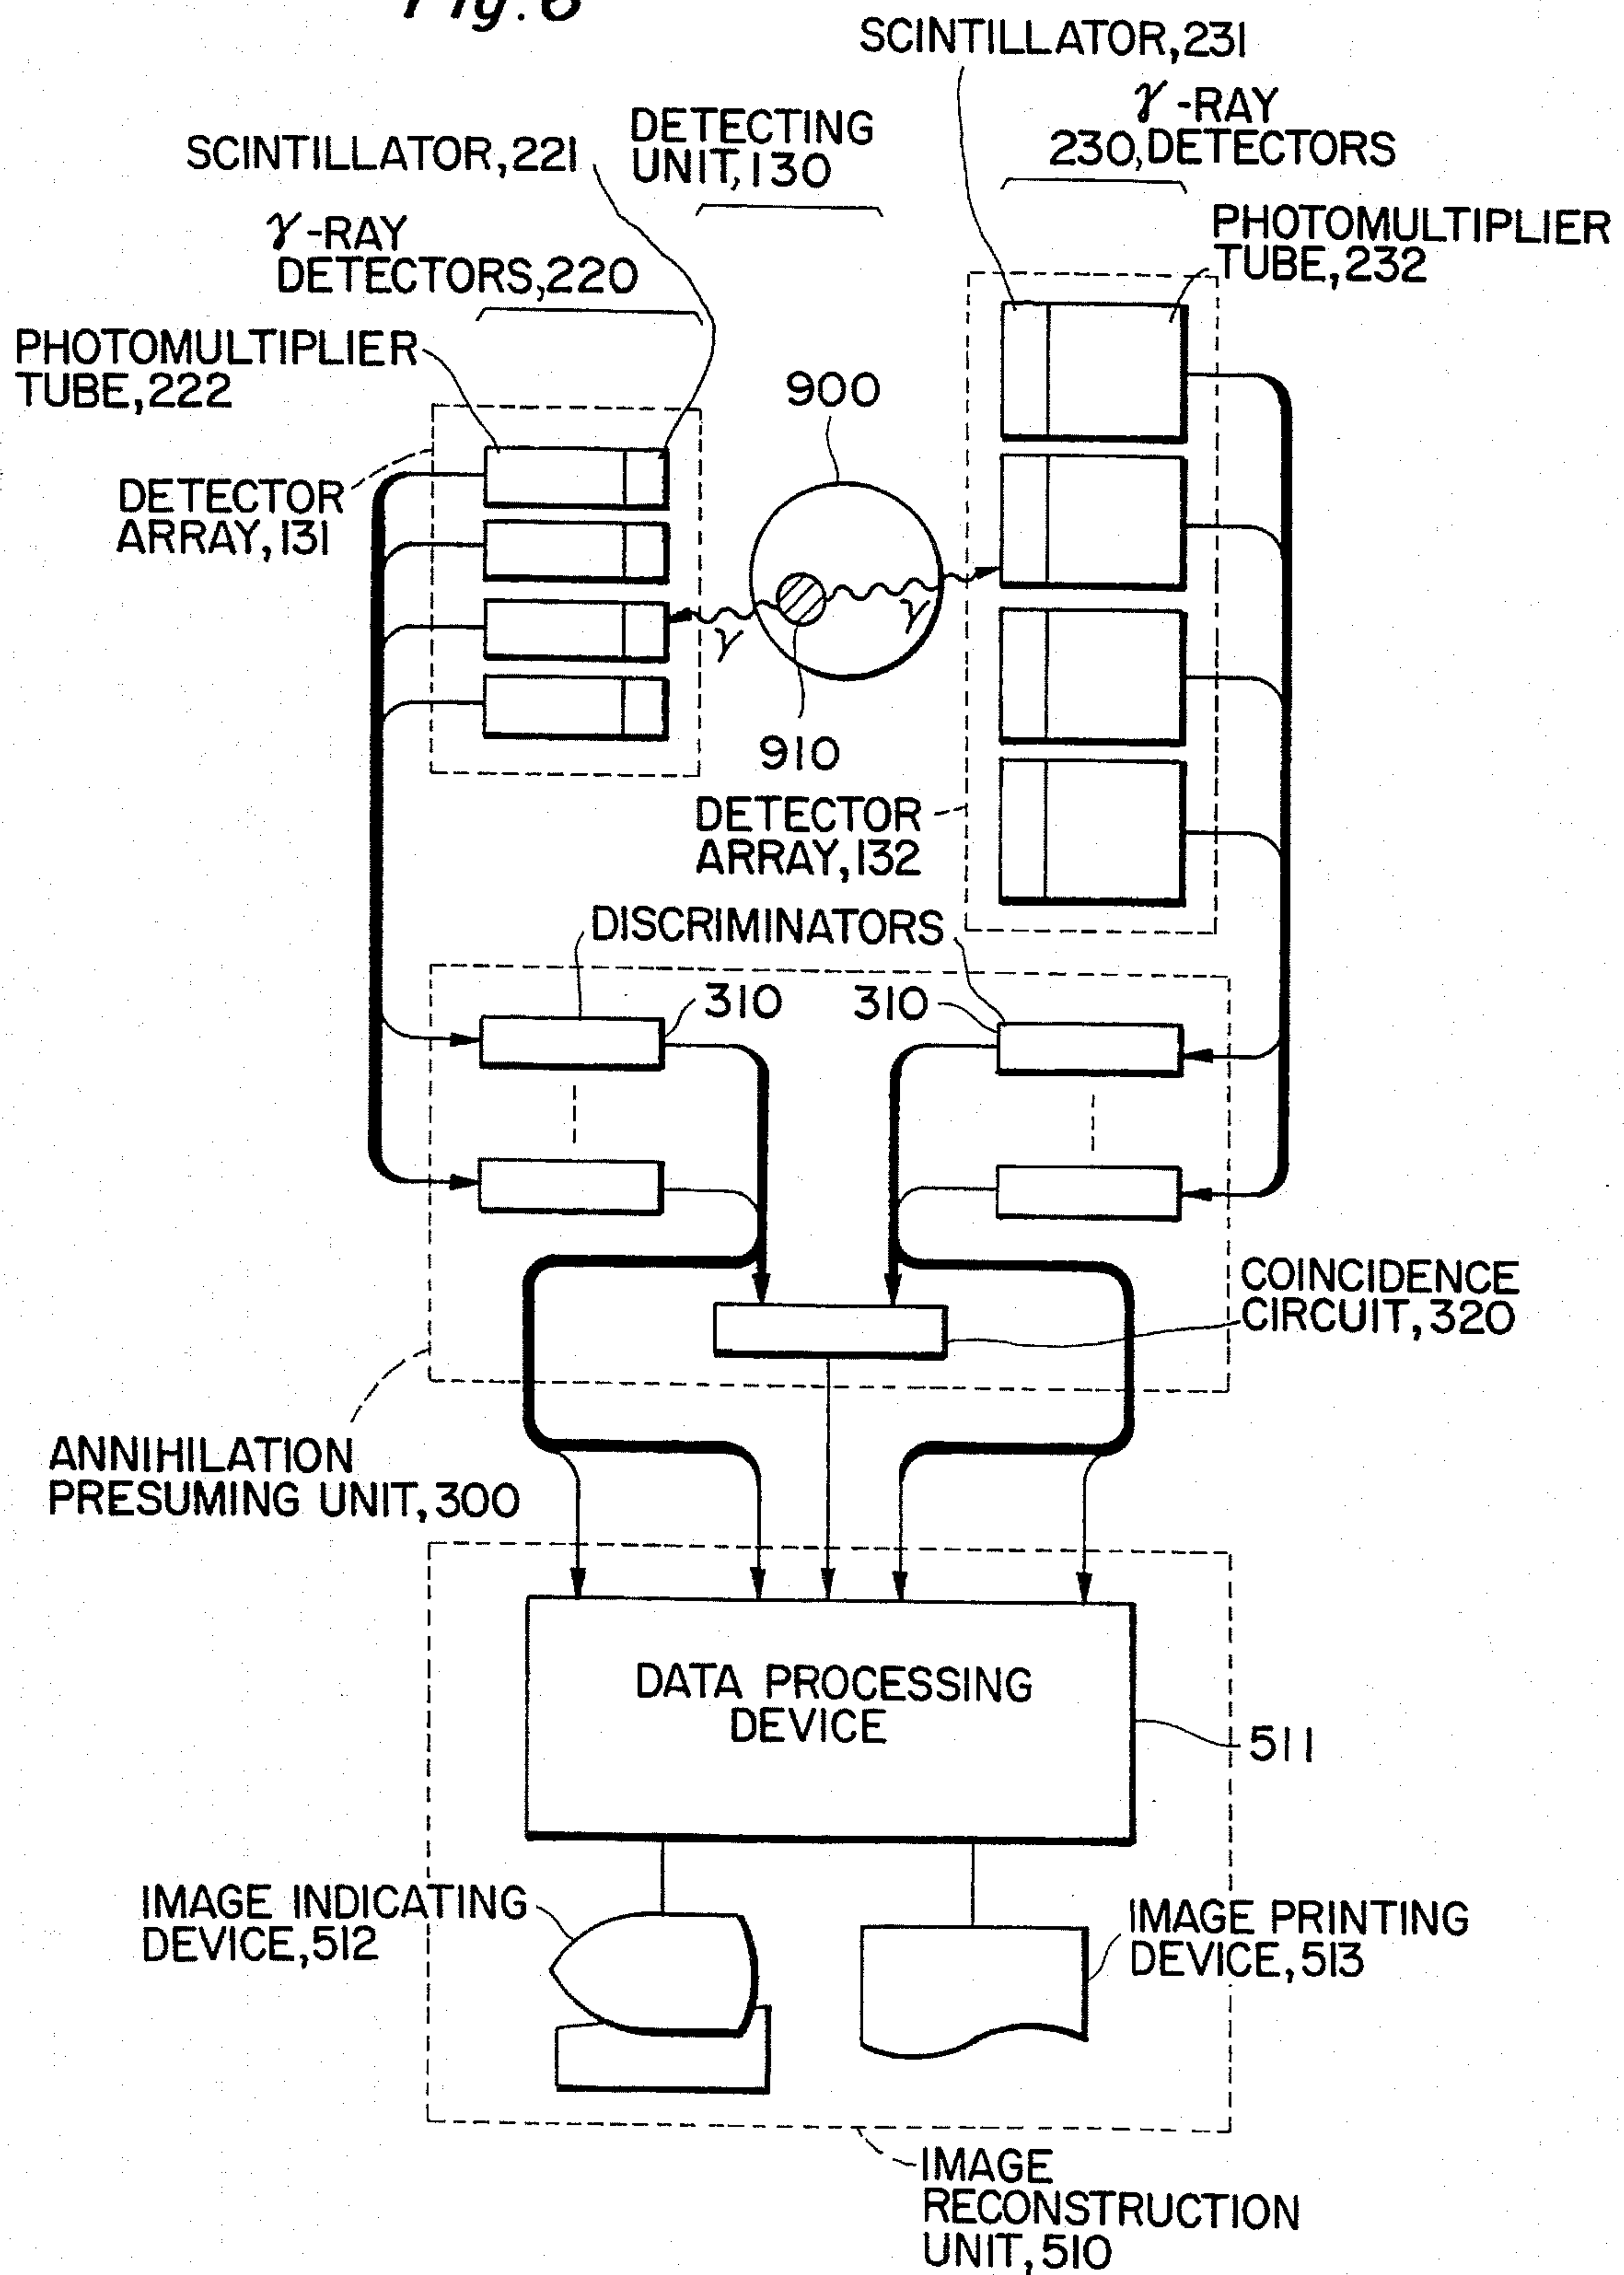 Fig. 6
SCINTILLATOR,231
γ-RAY
230,DETECTORS
DETECTING
UNIT,130
SCINTILLATOR,221
γ-RAY
DETECTORS,220
PHOTOMULTIPLIER
TUBE,232
PHOTOMULTIPLIER
TUBE,222
900
DETECTOR
ARRAY,131
γ
γ
910
DETECTOR
ARRAY,132
DISCRIMINATORS
310
310
COINCIDENCE
CIRCUIT,320
ANNIHILATION
PRESUMING UNIT,300
DATA PROCESSING
DEVICE
511
IMAGE INDICATING
DEVICE,512
IMAGE PRINTING
DEVICE,513
IMAGE
RECONSTRUCTION
UNIT,510